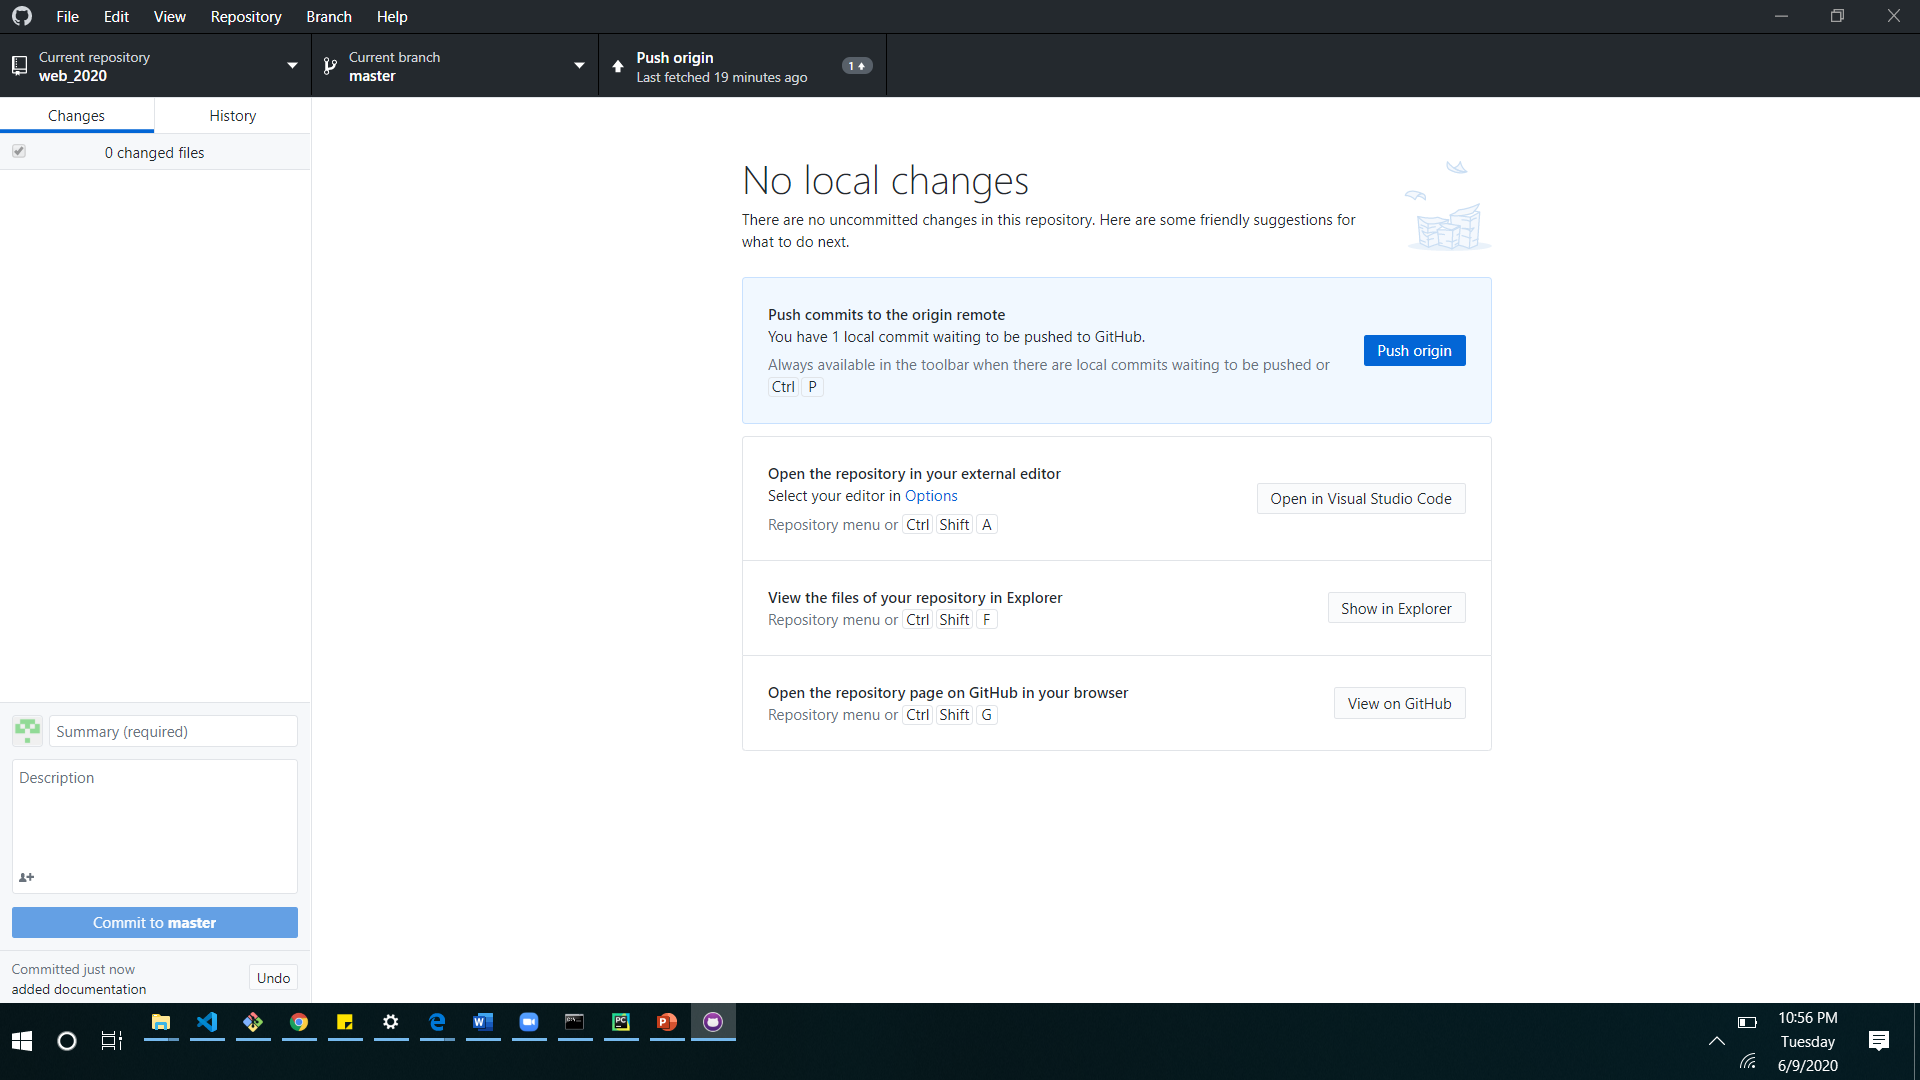 File Edit View Repository Branch Help
Current repository
web_2020
Current branch
master
Push origin
Last fetched 19 minutes ago
1
Changes
History
0 changed files
No local changes
There are no uncommitted changes in this repository. Here are some friendly suggestions for
what to do next.
Push commits to the origin remote
You have 1 local commit waiting to be pushed to GitHub.
Always available in the toolbar when there are local commits waiting to be pushed or
Ctrl P
Push origin
Open the repository in your external editor
Select your editor in Options
Repository menu or Ctrl Shift A
Open in Visual Studio Code
View the files of your repository in Explorer
Repository menu or Ctrl Shift F
Show in Explorer
Open the repository page on GitHub in your browser
Repository menu or Ctrl Shift G
View on GitHub
Summary (required)
Description
Commit to master
Committed just now
added documentation
Undo
10:56 PM
Tuesday
6/9/2020